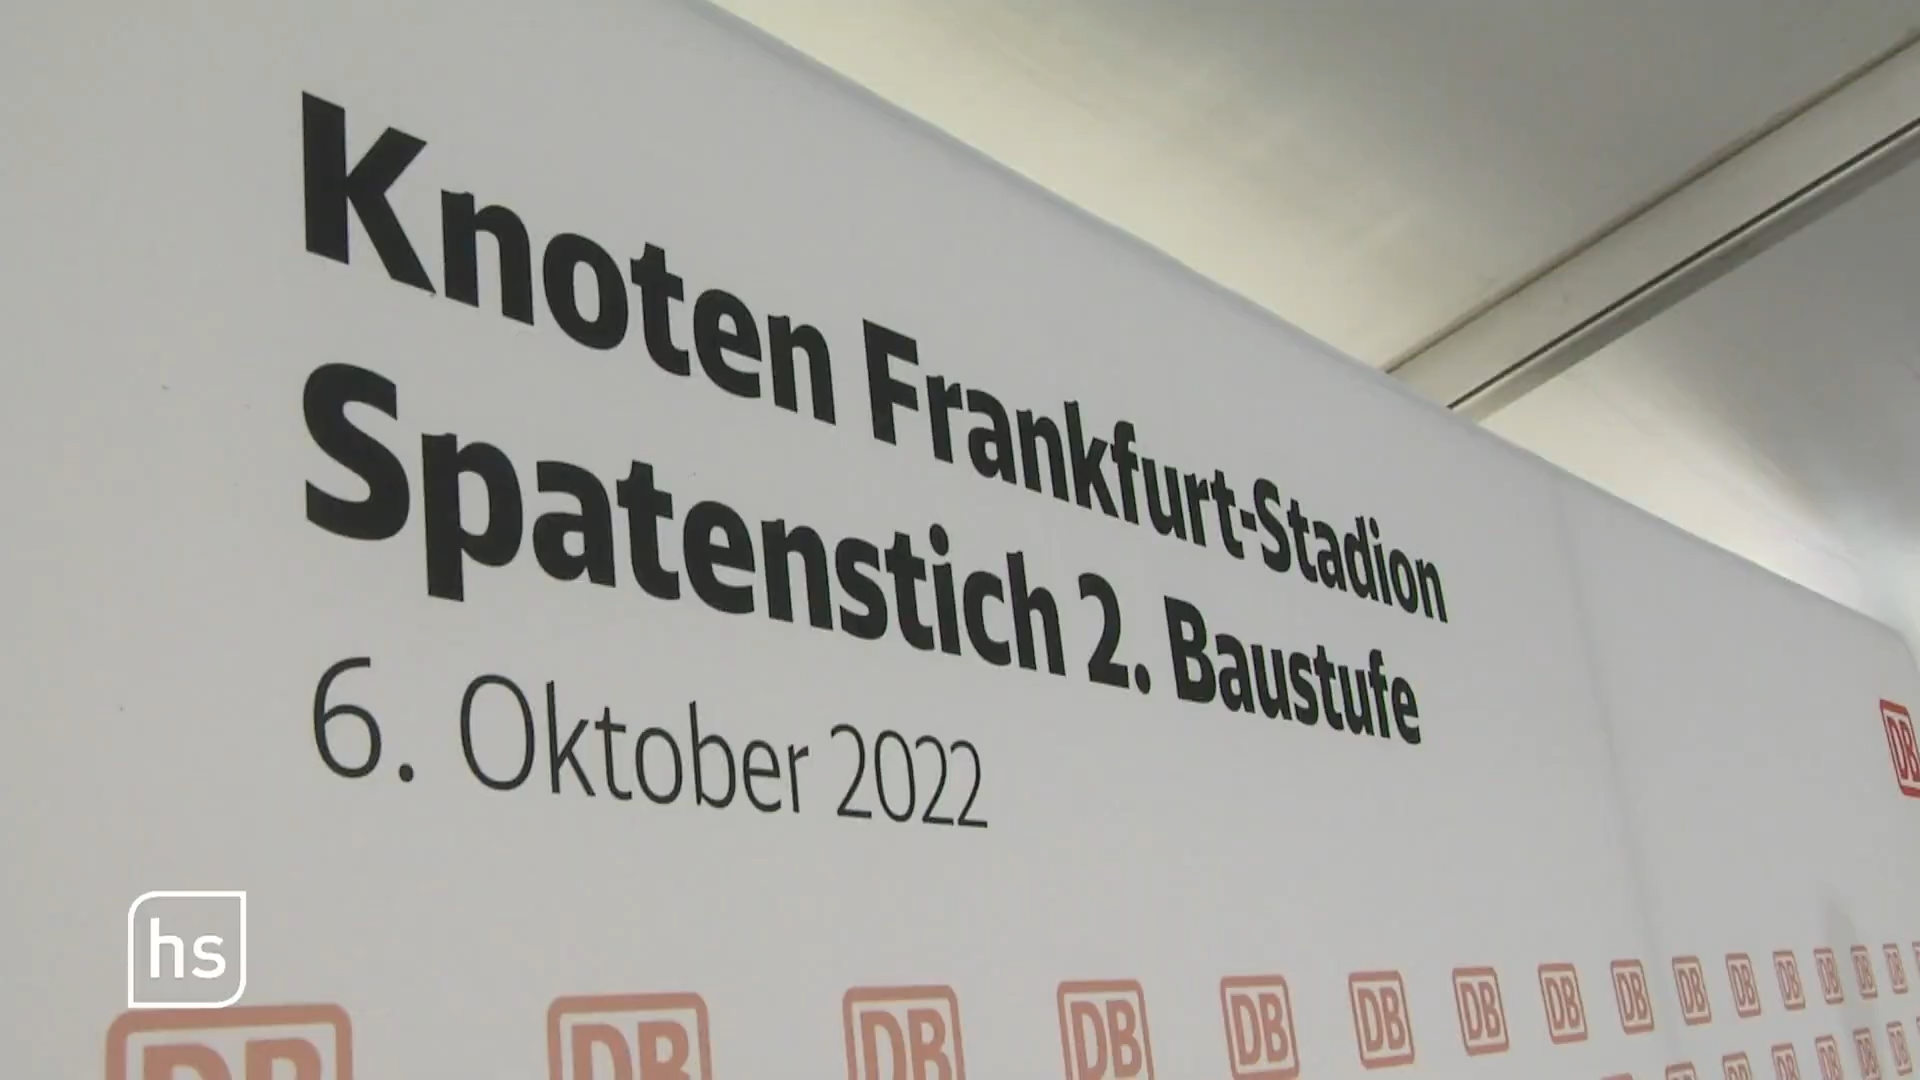 Knoten Frankfurt-Stadion
Spatenstich 2. Baustufe
6. Oktober 2022
DB
hs
DB DB DB DB DB DB DB DB DB DB DB DB DB DB DB